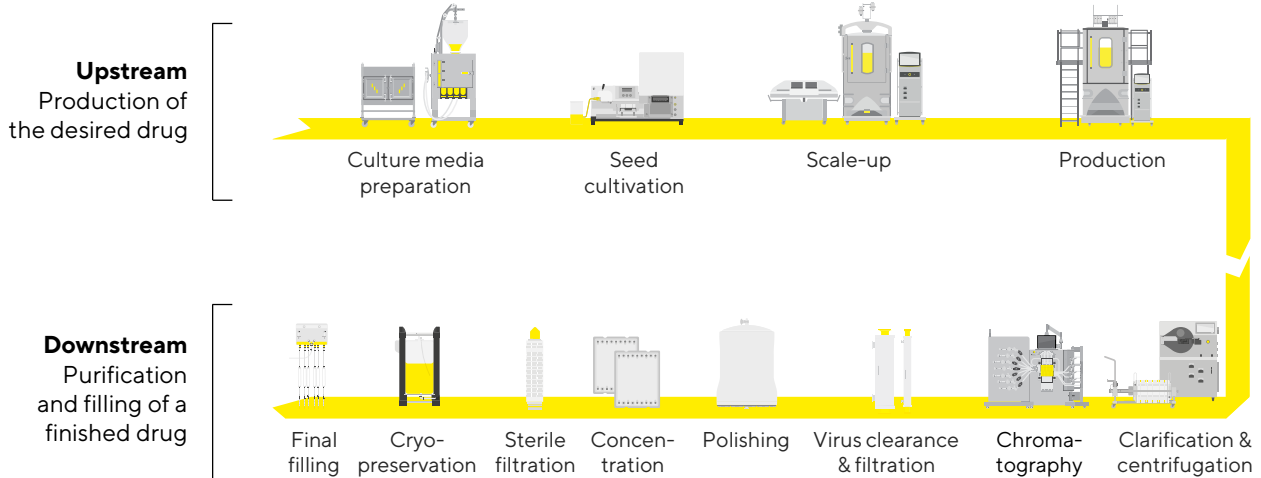 Upstream
Production of
the desired drug
Culture media
preparation
Seed
cultivation
Scale-up
Production
Downstream
Purification
and filling of a
finished drug
Final
filling
Cryo-
preservation
Sterile
filtration
Concen-
tration
Polishing
Virus clearance
& filtration
Chroma-
tography
Clarification &
centrifugation